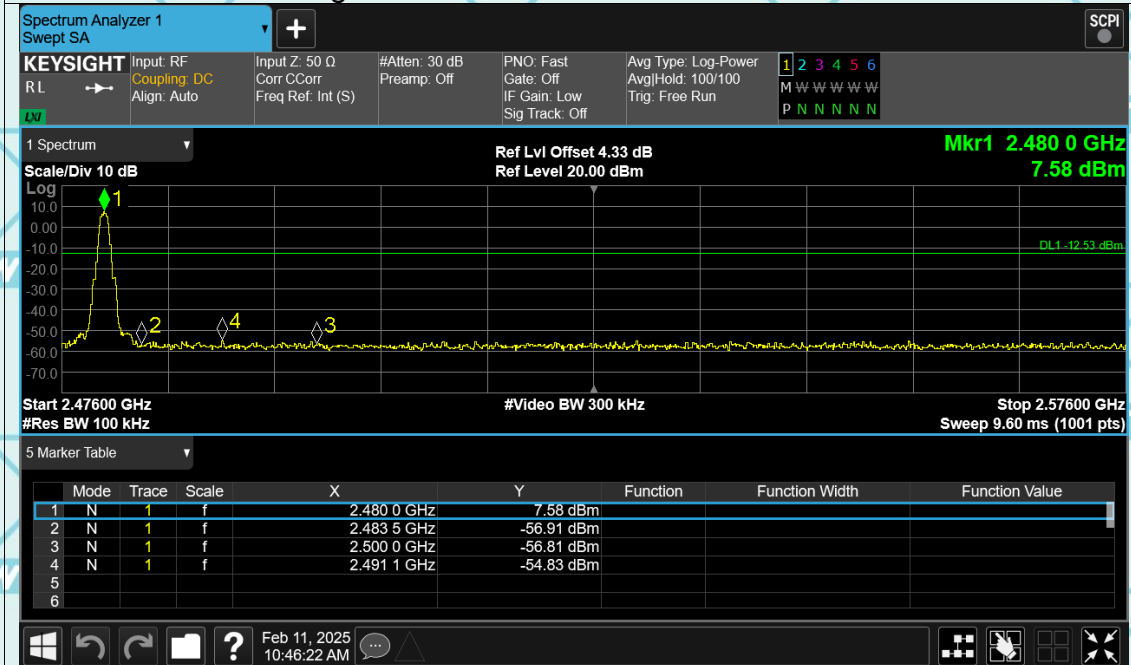 Spectrum Analyzer 1
Swept SA
+
SCPI
KEYSIGHT
RL
LXI
Input: RF
Coupling: DC
Align: Auto
Input Z: 50 Ω
Corr CCorr
Freq Ref: Int (S)
#Atten: 30 dB
Preamp: Off
PNO: Fast
Gate: Off
IF Gain: Low
Sig Track: Off
Avg Type: Log-Power
Avg|Hold: 100/100
Trig: Free Run
1 2 3 4 5 6
M W W W W W
P N N N N N
1 Spectrum
Scale/Div 10 dB
Ref Lvl Offset 4.33 dB
Ref Level 20.00 dBm
Mkr1 2.480 0 GHz
7.58 dBm
Log
10.0
0.00
-10.0
-20.0
-30.0
-40.0
-50.0
-60.0
-70.0
1
2
4
3
DL1 -12.53 dBm
Start 2.47600 GHz
#Res BW 100 kHz
#Video BW 300 kHz
Stop 2.57600 GHz
Sweep 9.60 ms (1001 pts)
5 Marker Table
Mode Trace Scale X Y Function Function Width Function Value
1 N 1 f 2.480 0 GHz 7.58 dBm
2 N 1 f 2.483 5 GHz -56.91 dBm
3 N 1 f 2.500 0 GHz -56.81 dBm
4 N 1 f 2.491 1 GHz -54.83 dBm
5
6
?
Feb 11, 2025
10:46:22 AM